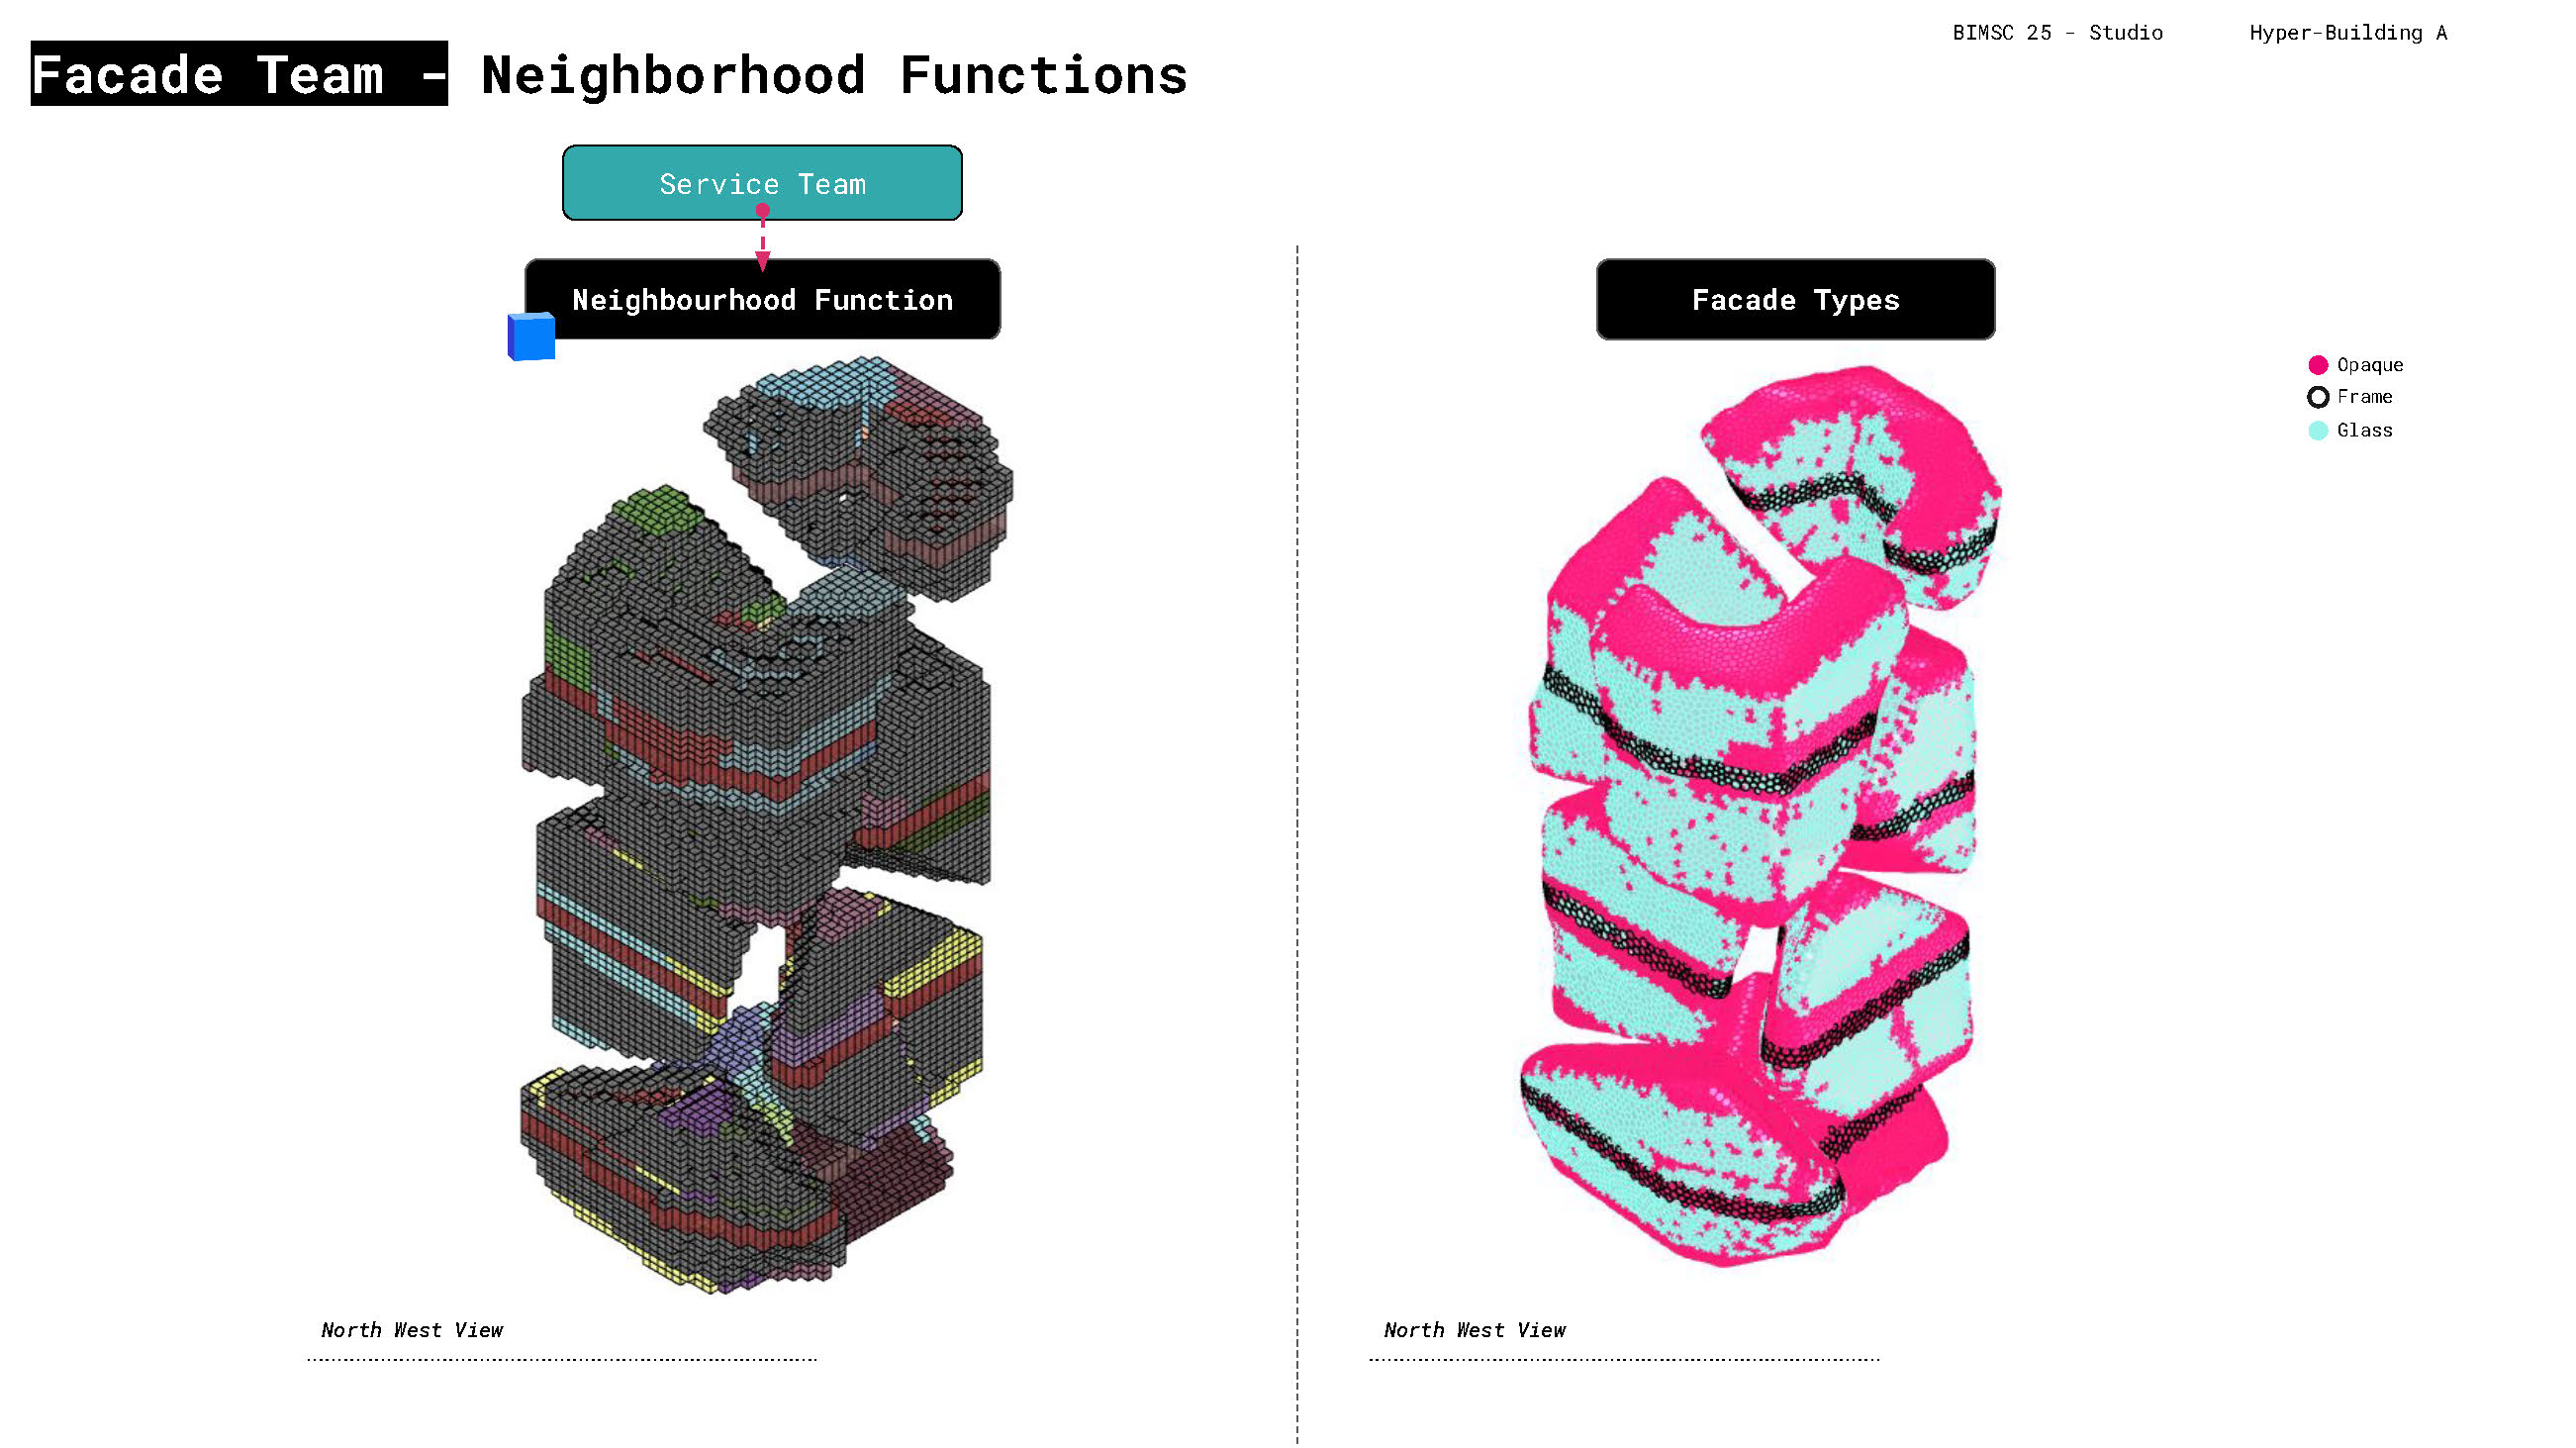 BIMSC 25 - Studio
Hyper-Building A
Facade Team - Neighborhood Functions
Service Team
Neighbourhood Function
Facade Types
Opaque
Frame
Glass
North West View
North West View